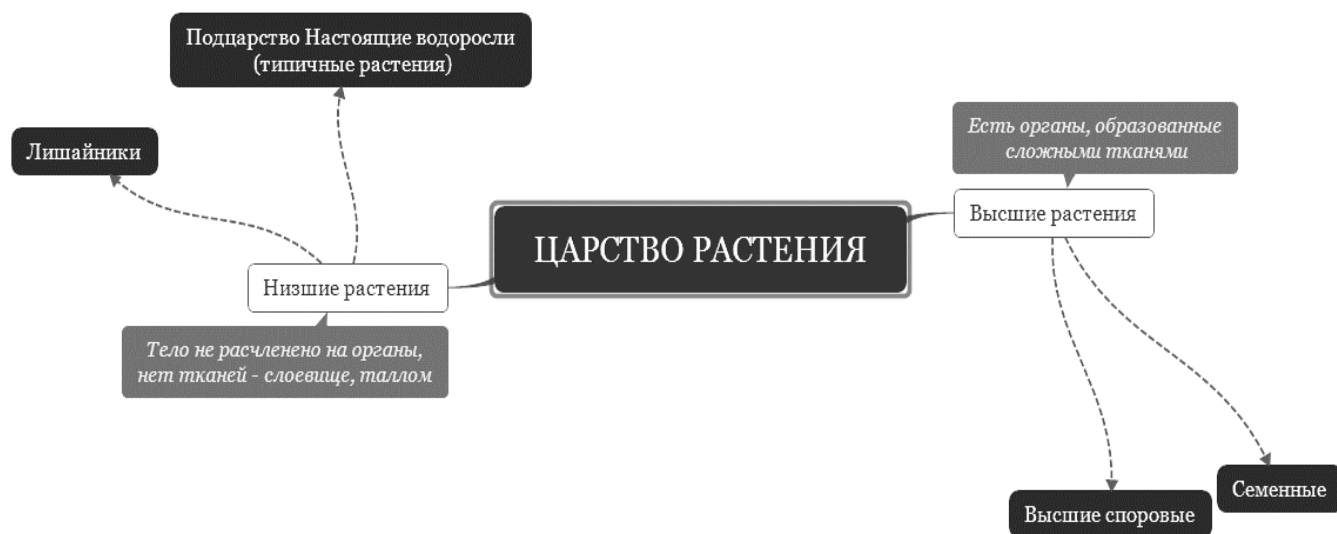 Подцарство Настоящие водоросли
(типичные растения)
Лишайники
Есть органы, образованные
сложными тканями
Высшие растения
ЦАРСТВО РАСТЕНИЯ
Низшие растения
Тело не расчленено на органы,
нет тканей - слоевище, таллом
Семенные
Высшие споровые